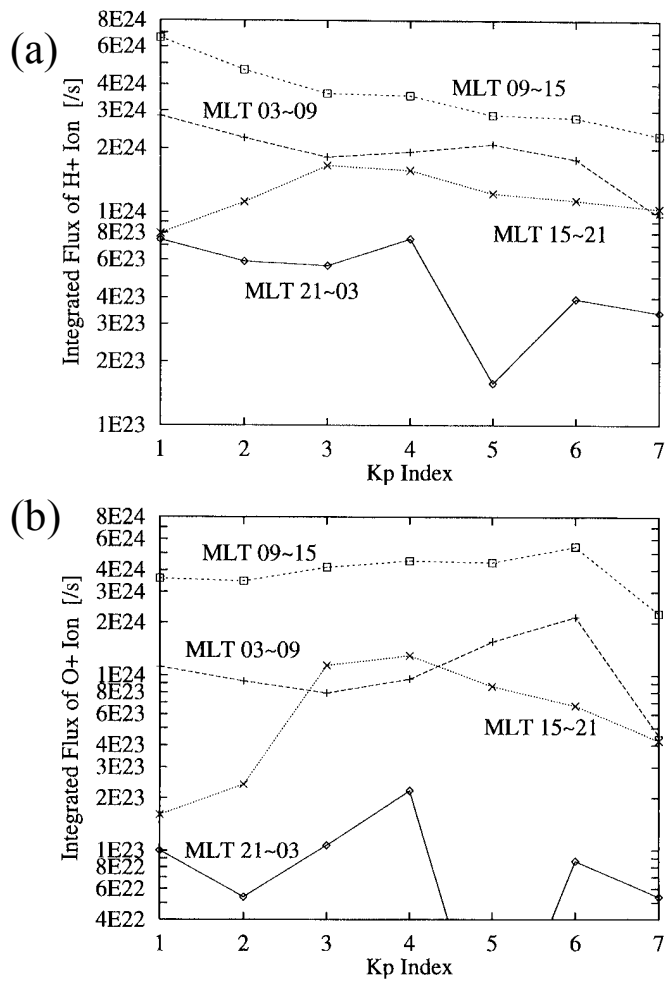 (a)
Integrated Flux of H+ Ion [/s]
8E24
6E24
4E24
3E24
2E24
1E24
8E23
6E23
4E23
3E23
2E23
1E23
MLT 09~15
MLT 03~09
MLT 15~21
MLT 21~03
1 2 3 4 5 6 7
Kp Index
(b)
Integrated Flux of O+ Ion [/s]
8E24
6E24
4E24
3E24
2E24
1E24
8E23
6E23
4E23
2E23
1E23
8E22
6E22
4E22
MLT 09~15
MLT 03~09
MLT 15~21
MLT 21~03
1 2 3 4 5 6 7
Kp Index